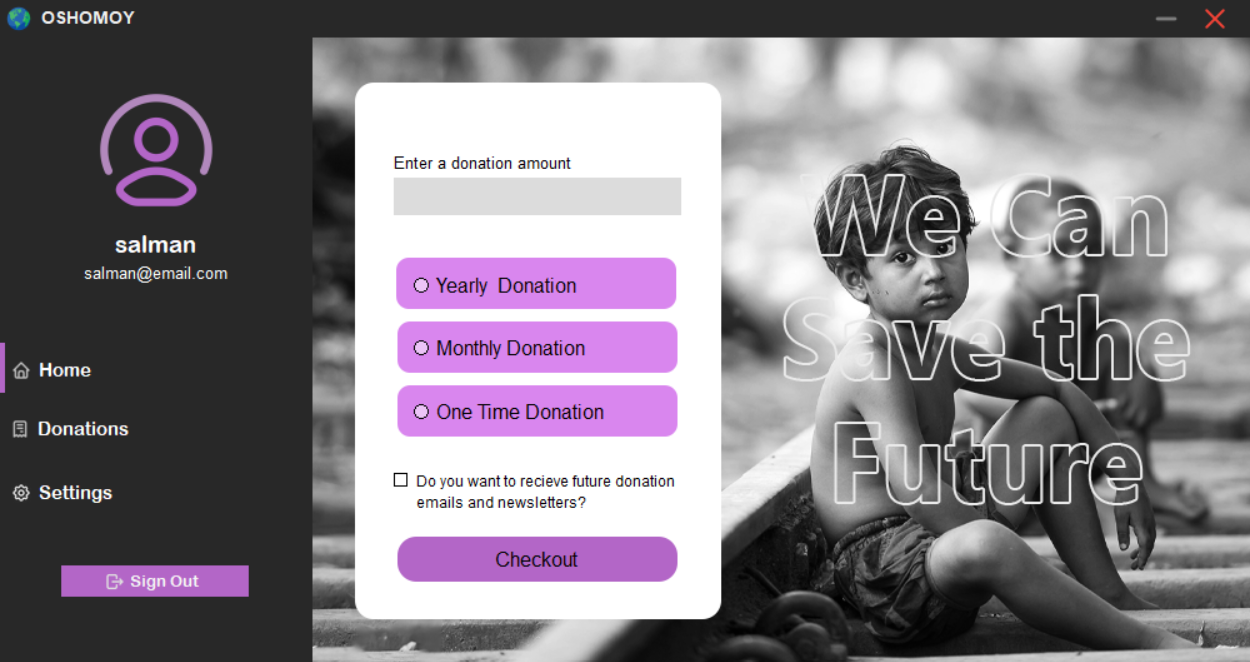 OSHOMOY
salman
salman@email.com
Home
Donations
Settings
Sign Out
Enter a donation amount
Yearly  Donation
Monthly Donation
One Time Donation
Do you want to recieve future donation
emails and newsletters?
Checkout
We Can
Save the
Future